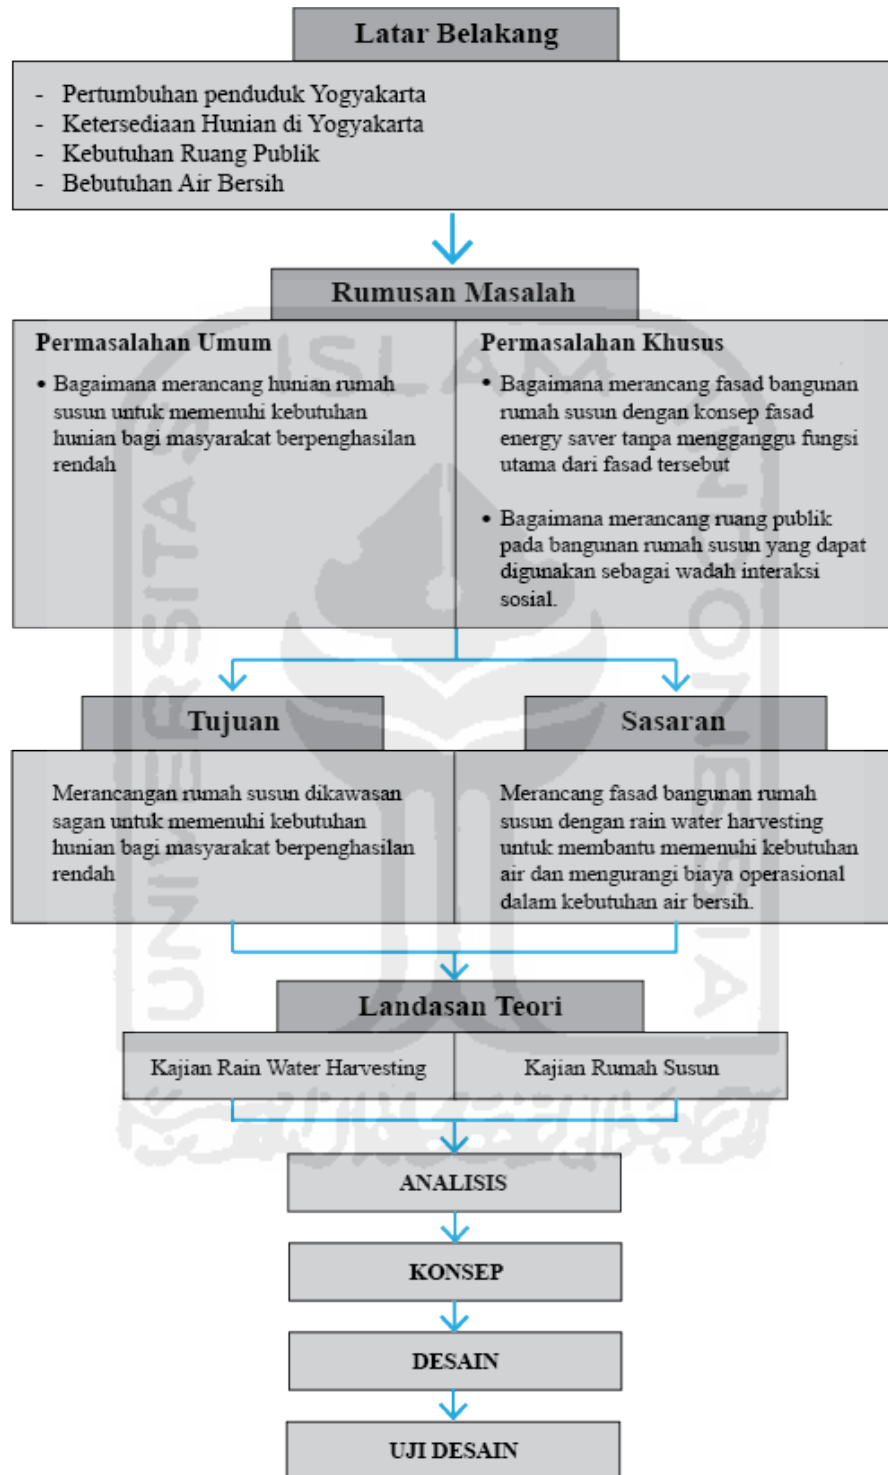 Latar Belakang
- Pertumbuhan penduduk Yogyakarta
- Ketersediaan Hunian di Yogyakarta
- Kebutuhan Ruang Publik
- Bebutuhan Air Bersih
Rumusan Masalah
Permasalahan Umum
• Bagaimana merancang hunian rumah
susun untuk memenuhi kebutuhan
hunian bagi masyarakat berpenghasilan
rendah
Permasalahan Khusus
• Bagaimana merancang fasad bangunan
rumah susun dengan konsep fasad
energy saver tanpa mengganggu fungsi
utama dari fasad tersebut
• Bagaimana merancang ruang publik
pada bangunan rumah susun yang dapat
digunakan sebagai wadah interaksi
sosial.
Tujuan
Merancangan rumah susun dikawasan
sagan untuk memenuhi kebutuhan
hunian bagi masyarakat berpenghasilan
rendah
Sasaran
Merancang fasad bangunan rumah
susun dengan rain water harvesting
untuk membantu memenuhi kebutuhan
air dan mengurangi biaya operasional
dalam kebutuhan air bersih.
Landasan Teori
Kajian Rain Water Harvesting
Kajian Rumah Susun
ANALISIS
KONSEP
DESAIN
UJI DESAIN
UNIVERSITAS
ISLAM
INDONESIA